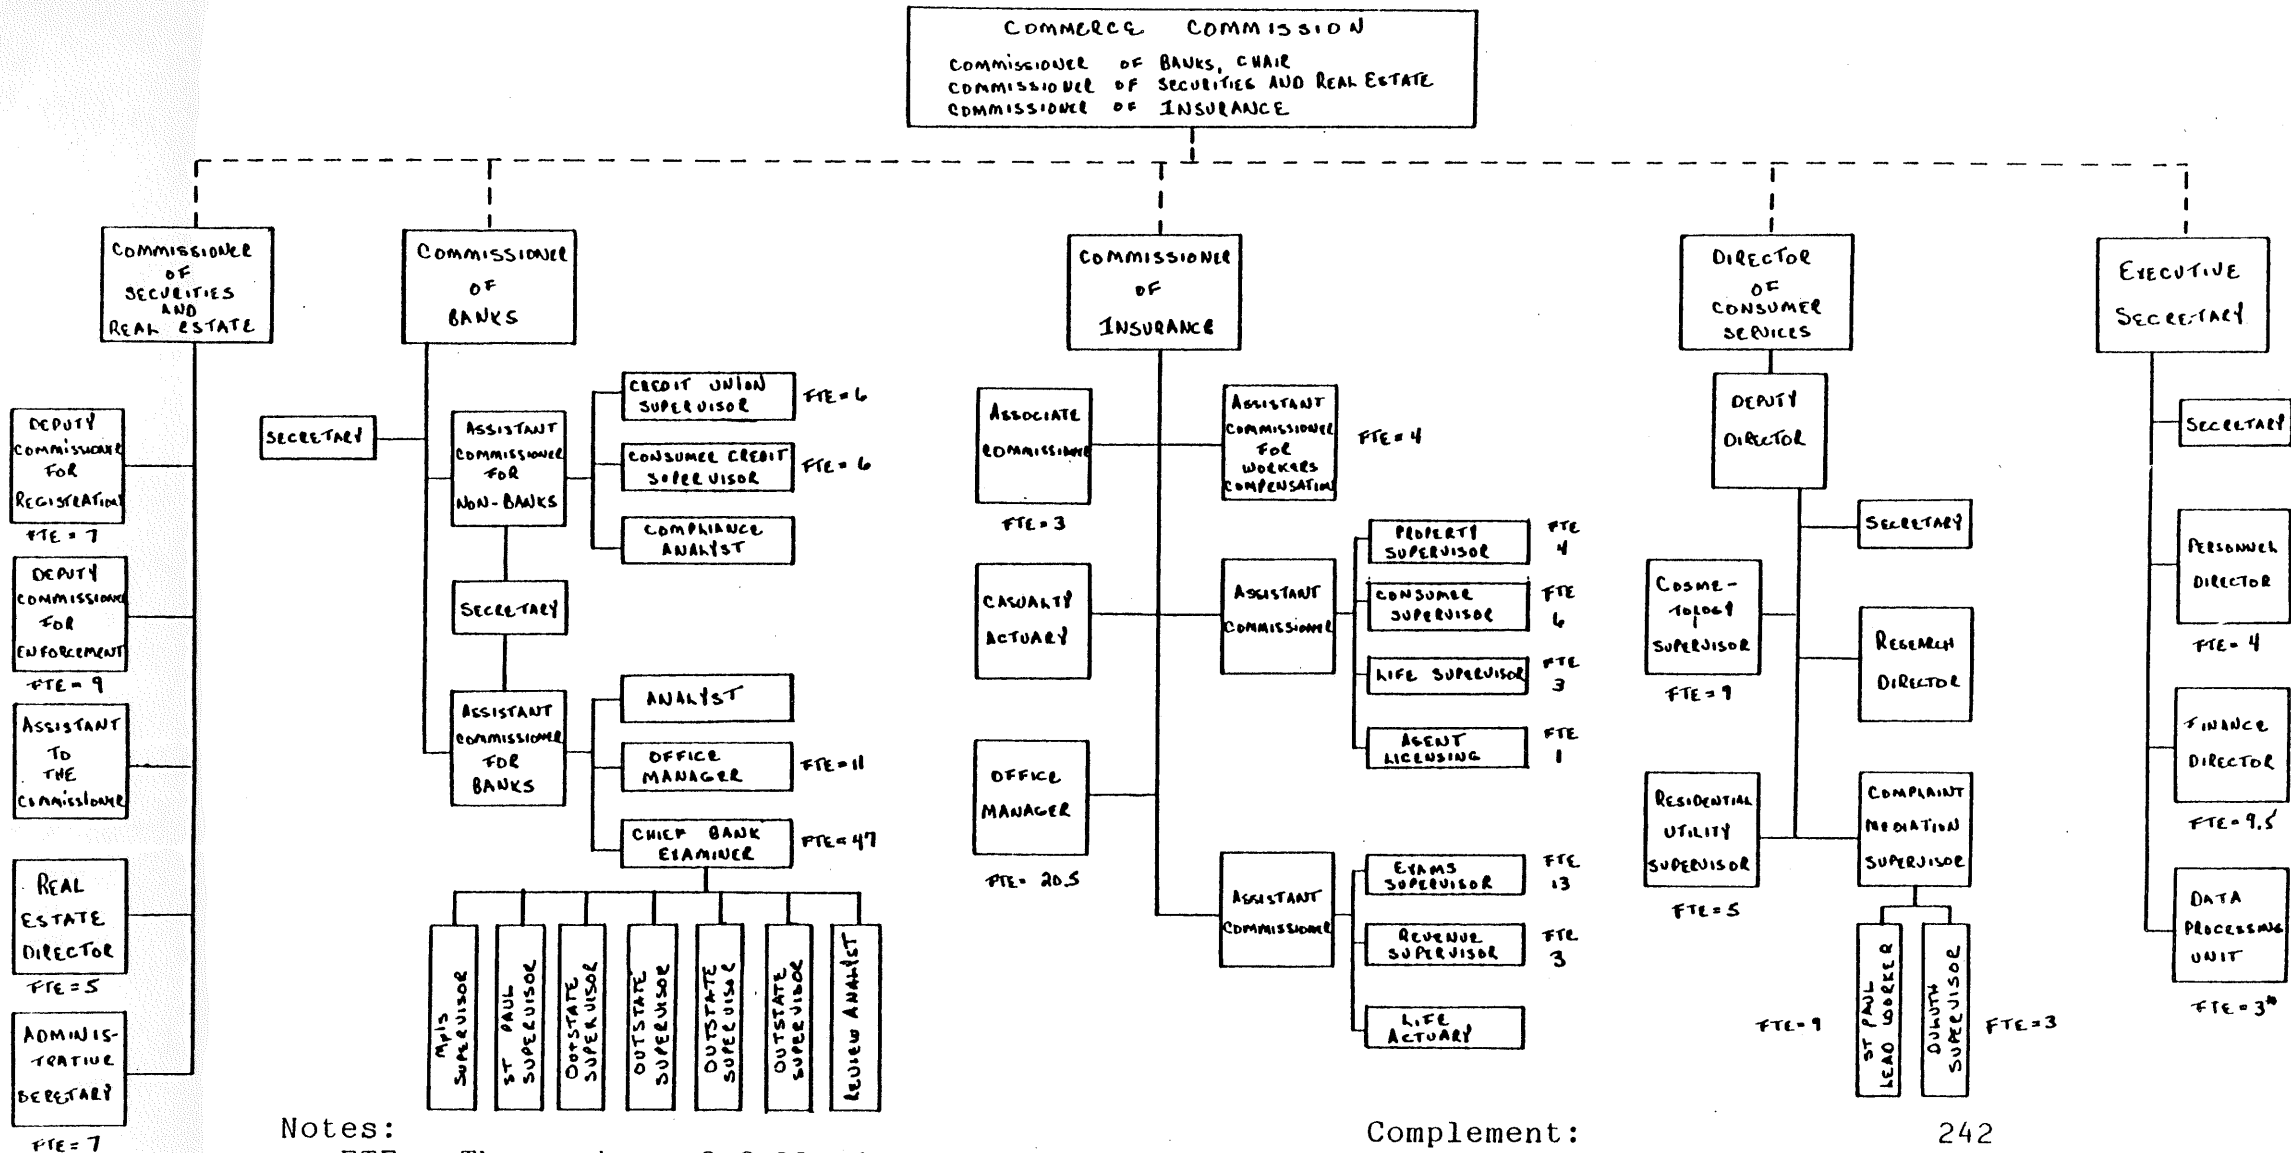 COMMERCE COMMISSION
COMMISSIONER OF BANKS, CHAIR
COMMISSIONER OF SECURITIES AND REAL ESTATE
COMMISSIONER OF INSURANCE
COMMISSIONER
OF
SECURITIES
AND
REAL ESTATE
DEPUTY
COMMISSIONER
FOR
REGISTRATION
FTE = 7
DEPUTY
COMMISSIONER
FOR
ENFORCEMENT
FTE = 9
ASSISTANT
TO
THE
COMMISSIONER
REAL
ESTATE
DIRECTOR
FTE = 5
ADMINIS-
TRATIVE
SECRETARY
FTE = 7
COMMISSIONER
OF
BANKS
SECRETARY
ASSISTANT
COMMISSIONER
FOR
NON-BANKS
CREDIT UNION
SUPERVISOR
FTE = 6
CONSUMER CREDIT
SUPERVISOR
FTE = 6
COMPLIANCE
ANALYST
SECRETARY
ASSISTANT
COMMISSIONER
FOR
BANKS
ANALYST
OFFICE
MANAGER
FTE = 11
CHIEF BANK
EXAMINER
FTE = 47
Mpls
SUPERVISOR
ST PAUL
SUPERVISOR
OUTSTATE
SUPERVISOR
OUTSTATE
SUPERVISOR
OUTSTATE
SUPERVISOR
OUTSTATE
SUPERVISOR
REVIEW ANALYST
COMMISSIONER
OF
INSURANCE
ASSOCIATE
COMMISSIONER
FTE = 3
ASSISTANT
COMMISSIONER
FOR
WORKERS
COMPENSATION
FTE = 4
CASUALTY
ACTUARY
ASSISTANT
COMMISSIONER
PROPERTY
SUPERVISOR
FTE
4
CONSUMER
SUPERVISOR
FTE
6
LIFE SUPERVISOR
FTE
3
AGENT
LICENSING
FTE
1
OFFICE
MANAGER
FTE = 20.5
ASSISTANT
COMMISSIONER
EXAMS
SUPERVISOR
FTE
13
REVENUE
SUPERVISOR
FTE
3
LIFE
ACTUARY
DIRECTOR
OF
CONSUMER
SERVICES
DEPUTY
DIRECTOR
SECRETARY
COSME-
TOLOGY
SUPERVISOR
FTE = 9
RESEARCH
DIRECTOR
RESIDENTIAL
UTILITY
SUPERVISOR
FTE = 5
COMPLAINT
MEDIATION
SUPERVISOR
FTE = 9
ST PAUL
LEAD WORKER
DULUTH
SUPERVISOR
FTE = 3
EXECUTIVE
SECRETARY
SECRETARY
PERSONNEL
DIRECTOR
FTE = 4
FINANCE
DIRECTOR
FTE = 9.5
DATA
PROCESSING
UNIT
FTE = 3*
Notes:
Complement: 242